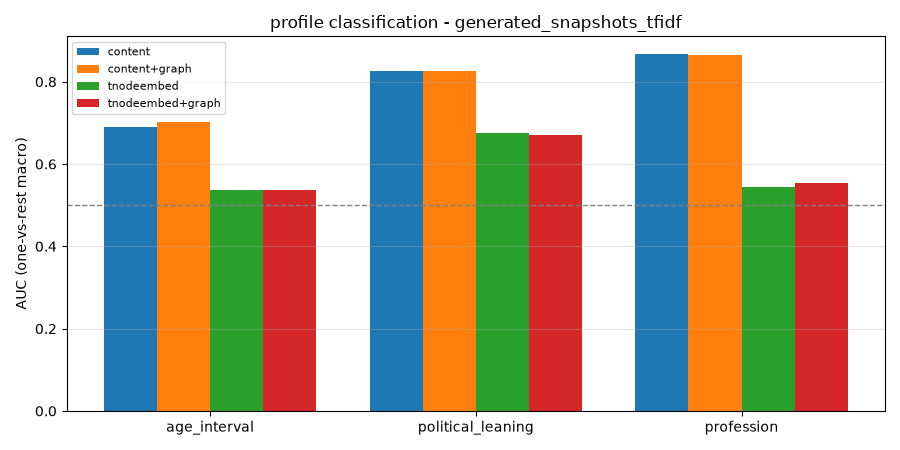 profile classification - generated_snapshots_tfidf
content
content+graph
tnodeembed
tnodeembed+graph
AUC (one-vs-rest macro)
0.8
0.6
0.4
0.2
0.0
age_interval
political_leaning
profession